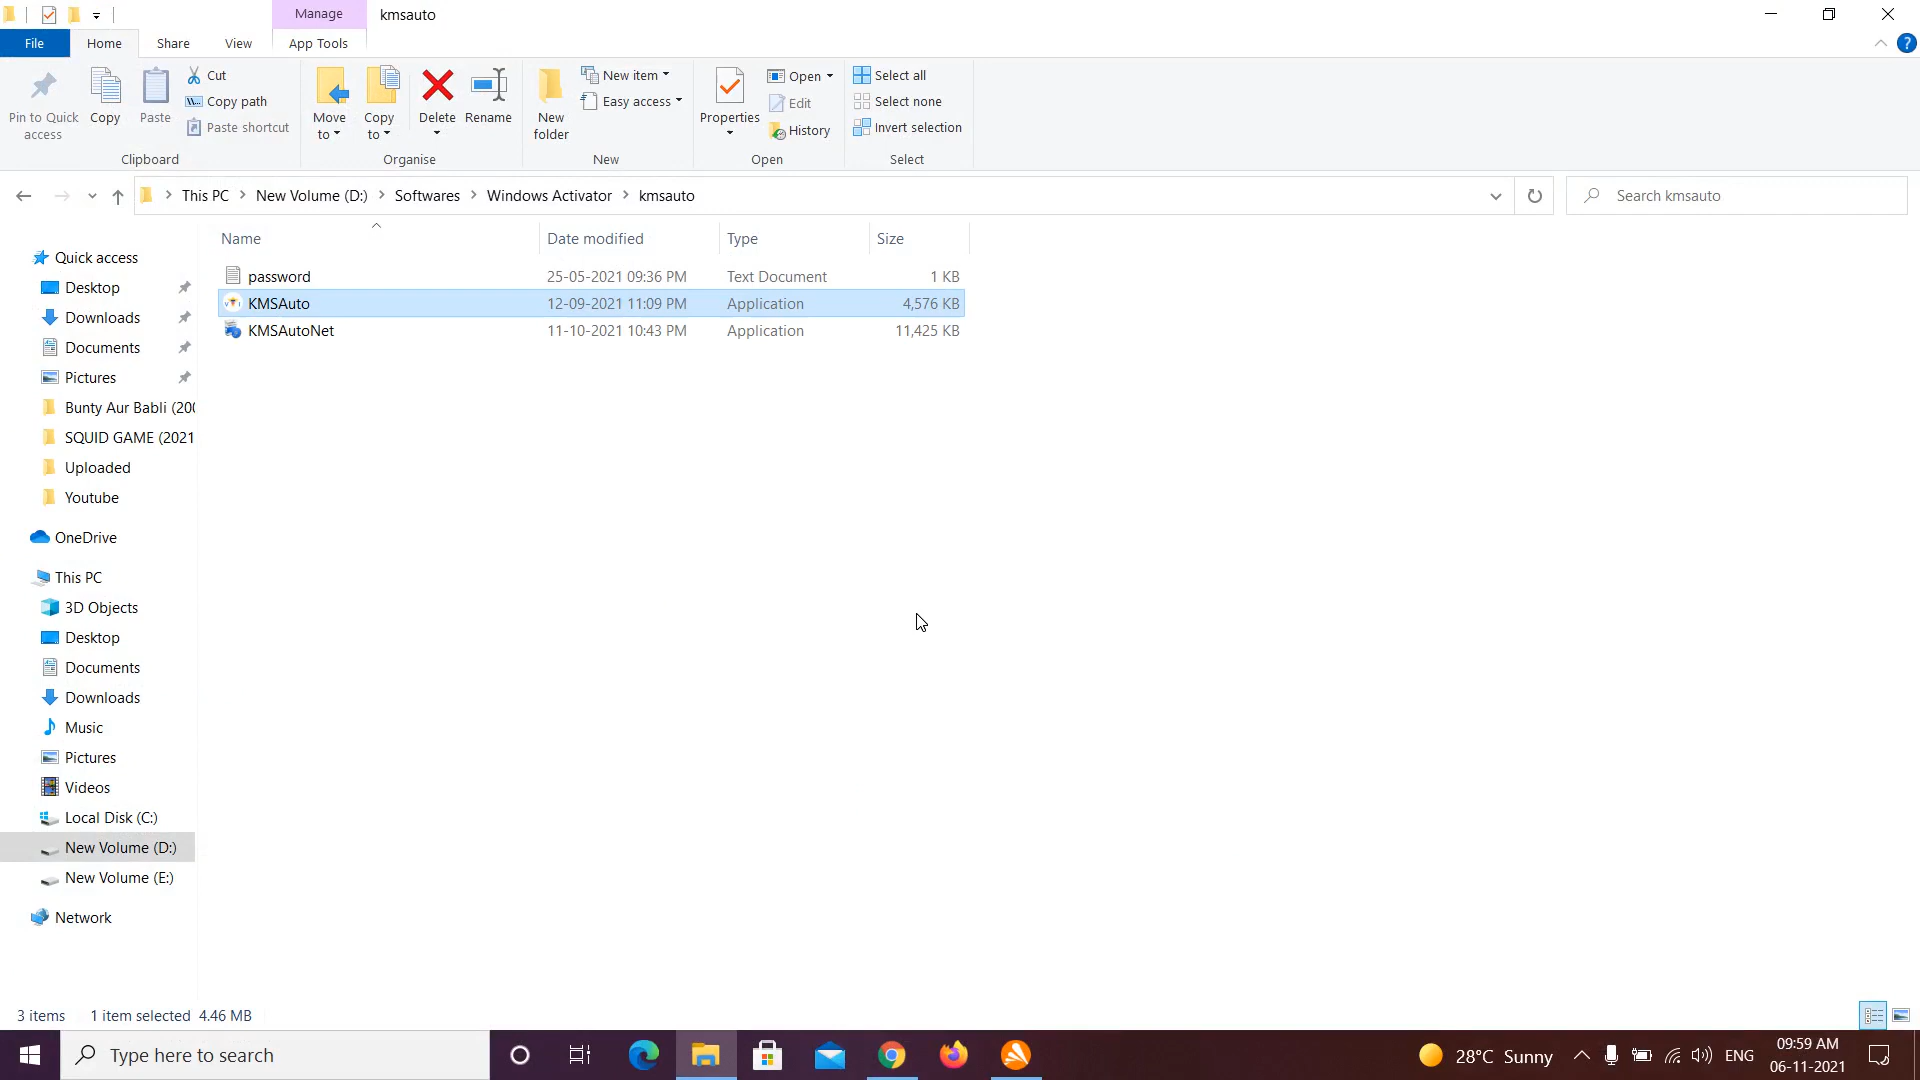 Manage
kmsauto
File
Home
Share
View
App Tools
Pin to Quick access
Copy
Paste
Cut
Copy path
Paste shortcut
Clipboard
Move to
Copy to
Delete
Rename
Organise
New folder
New item
Easy access
New
Properties
Open
Edit
History
Open
Select all
Select none
Invert selection
Select
This PC > New Volume (D:) > Softwares > Windows Activator > kmsauto
Search kmsauto
Name Date modified Type Size
password 25-05-2021 09:36 PM Text Document 1 KB
KMSAuto 12-09-2021 11:09 PM Application 4,576 KB
KMSAutoNet 11-10-2021 10:43 PM Application 11,425 KB
Quick access
Desktop
Downloads
Documents
Pictures
Bunty Aur Babli (200
SQUID GAME (2021
Uploaded
Youtube
OneDrive
This PC
3D Objects
Desktop
Documents
Downloads
Music
Pictures
Videos
Local Disk (C:)
New Volume (D:)
New Volume (E:)
Network
3 items 1 item selected 4.46 MB
Type here to search
28°C Sunny
ENG
09:59 AM
06-11-2021